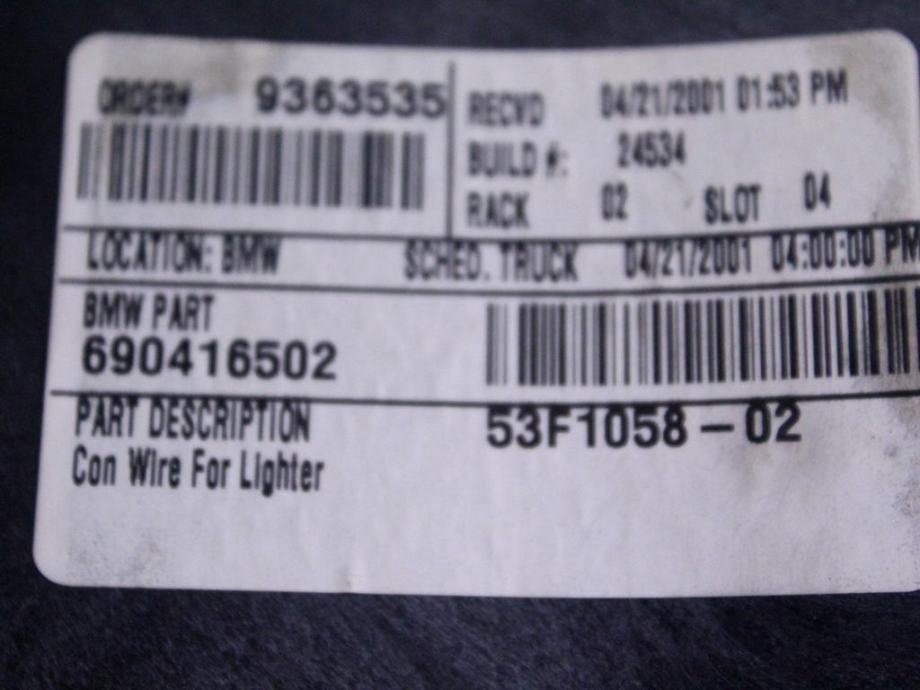 ORDER# 9363535
RECVD 04/21/2001 01:53 PM
BUILD #: 24534
RACK 02 SLOT 04
LOCATION: BMW SCHED. TRUCK 04/21/2001 04:00:00 PM
BMW PART
690416502
PART DESCRIPTION
Con Wire For Lighter
53F1058-02